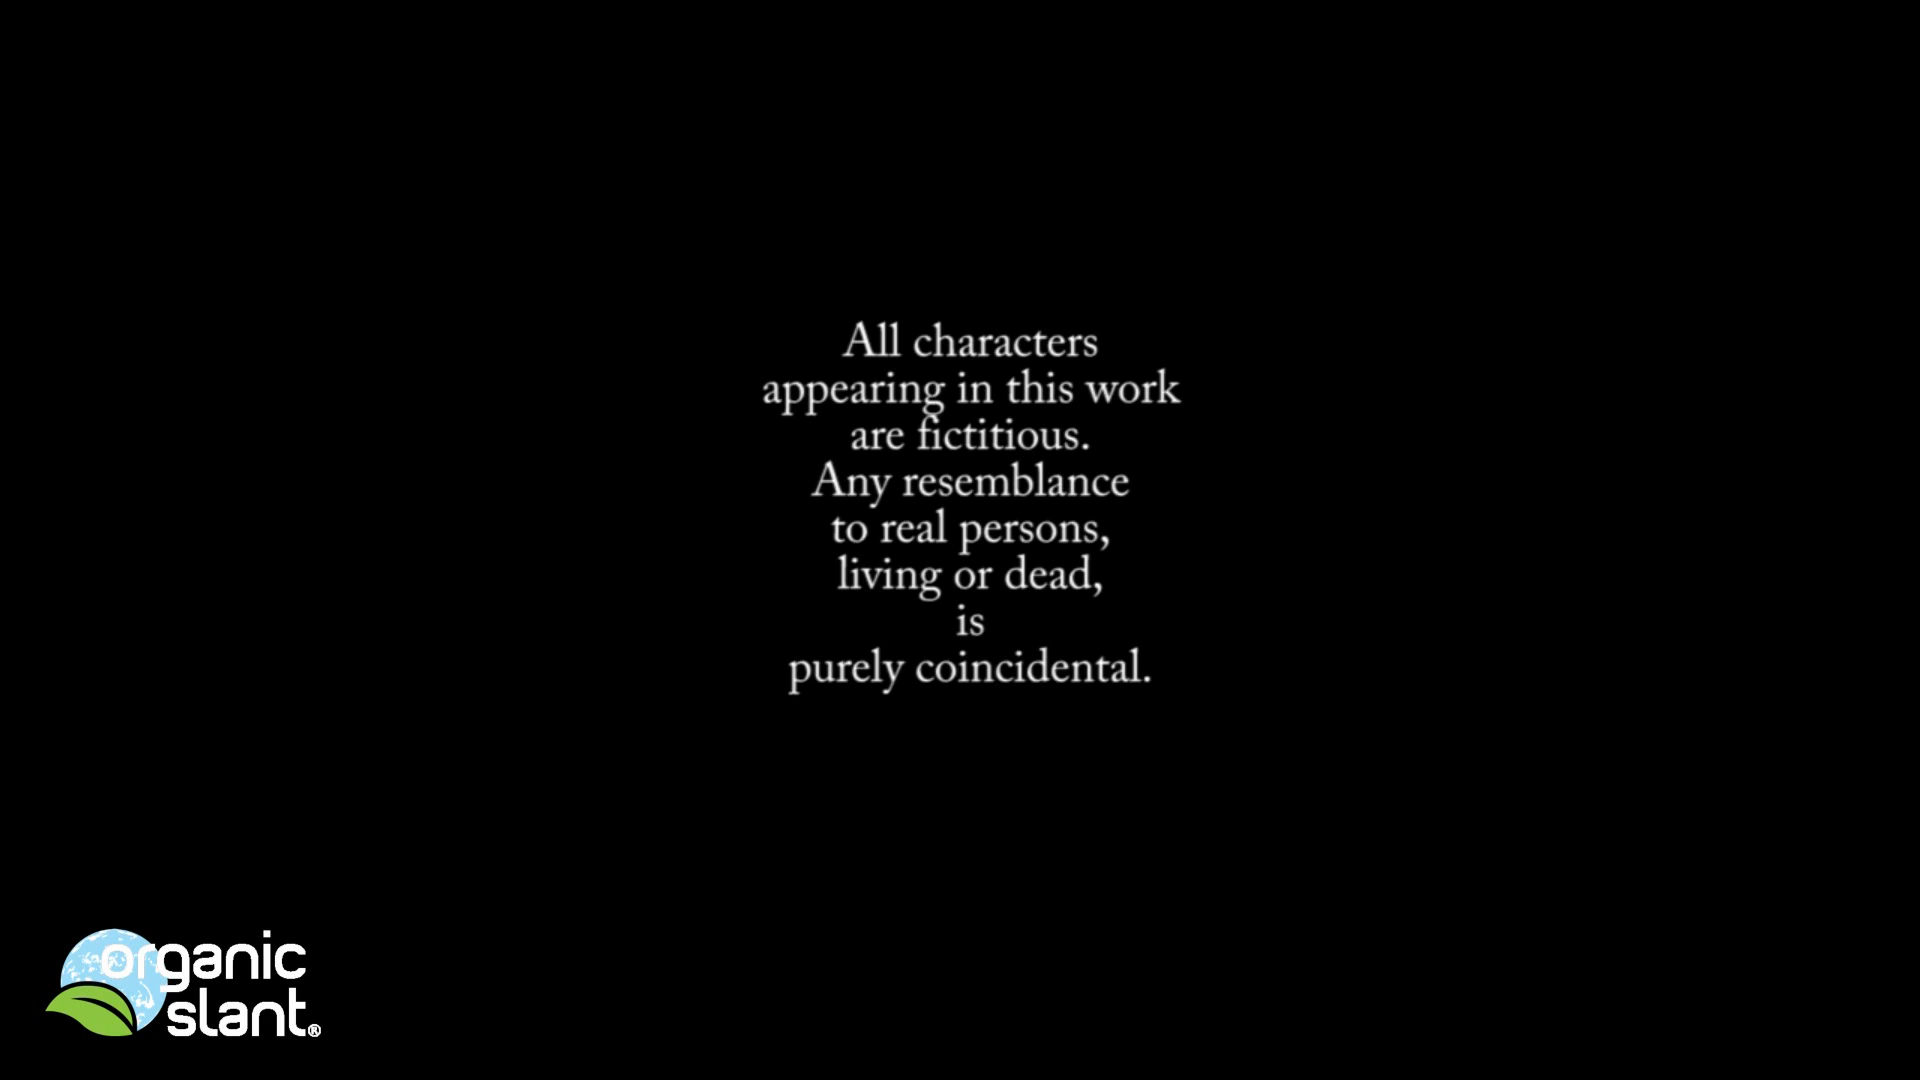 All characters
appearing in this work
are fictitious.
Any resemblance
to real persons,
living or dead,
is
purely coincidental.
organic
slant®